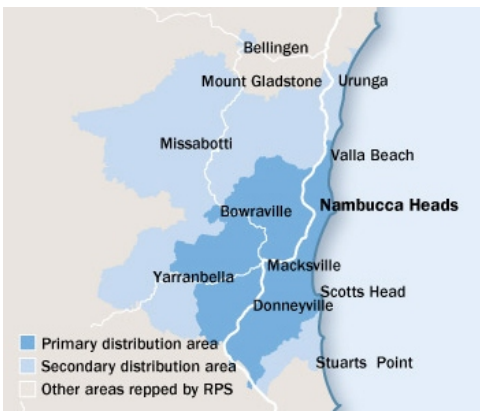 Bellingen
Mount Gladstone
Urunga
Missabotti
Valla Beach
Bowraville
Nambucca Heads
Macksville
Yarranbella
Scotts Head
Donneyville
Primary distribution area
Secondary distribution area
Stuarts Point
Other areas repped by RPS